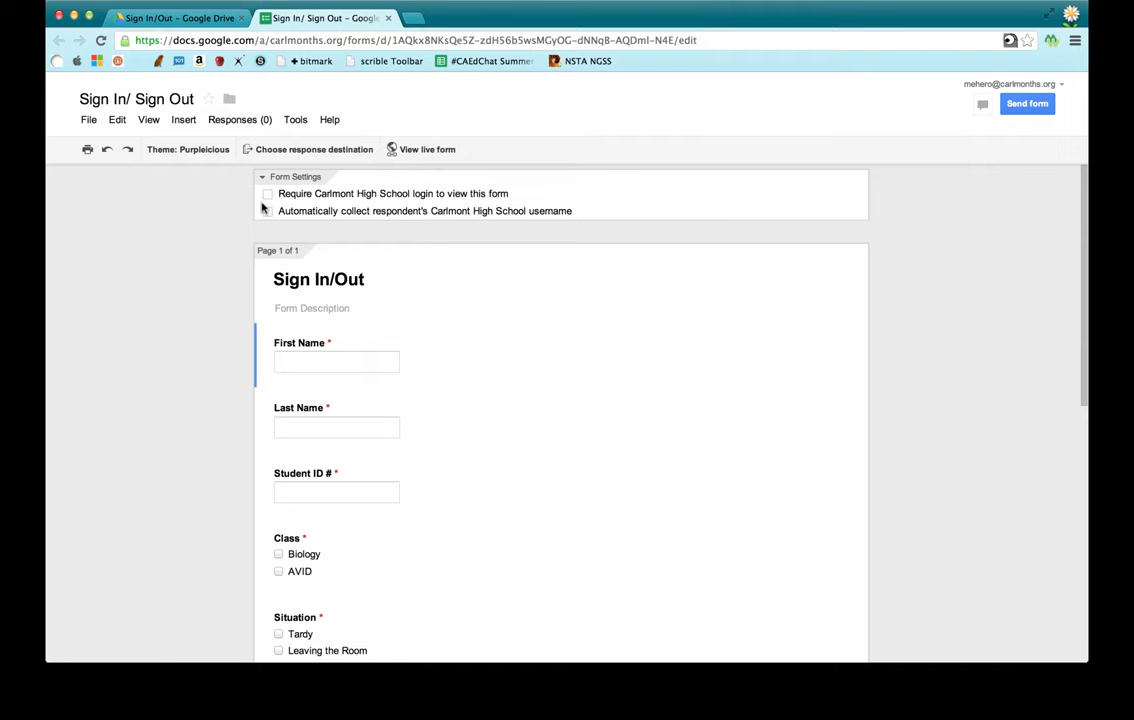 Sign In/Out – Google Drive
Sign In/ Sign Out – Google
https://docs.google.com/a/carlmonths.org/forms/d/1AQkx8NKsQe5Z-zdH56b5wsMGyOG-dNNqB-AQDmI-N4E/edit
+ bitmark
scrible Toolbar
#CAEdChat Summer
NSTA NGSS
mehero@carlmonths.org
Sign In/ Sign Out
Send form
File Edit View Insert Responses (0) Tools Help
Theme: Purpleicious
Choose response destination
View live form
Form Settings
Require Carlmont High School login to view this form
Automatically collect respondent's Carlmont High School username
Page 1 of 1
Sign In/Out
Form Description
First Name *
Last Name *
Student ID # *
Class *
Biology
AVID
Situation *
Tardy
Leaving the Room